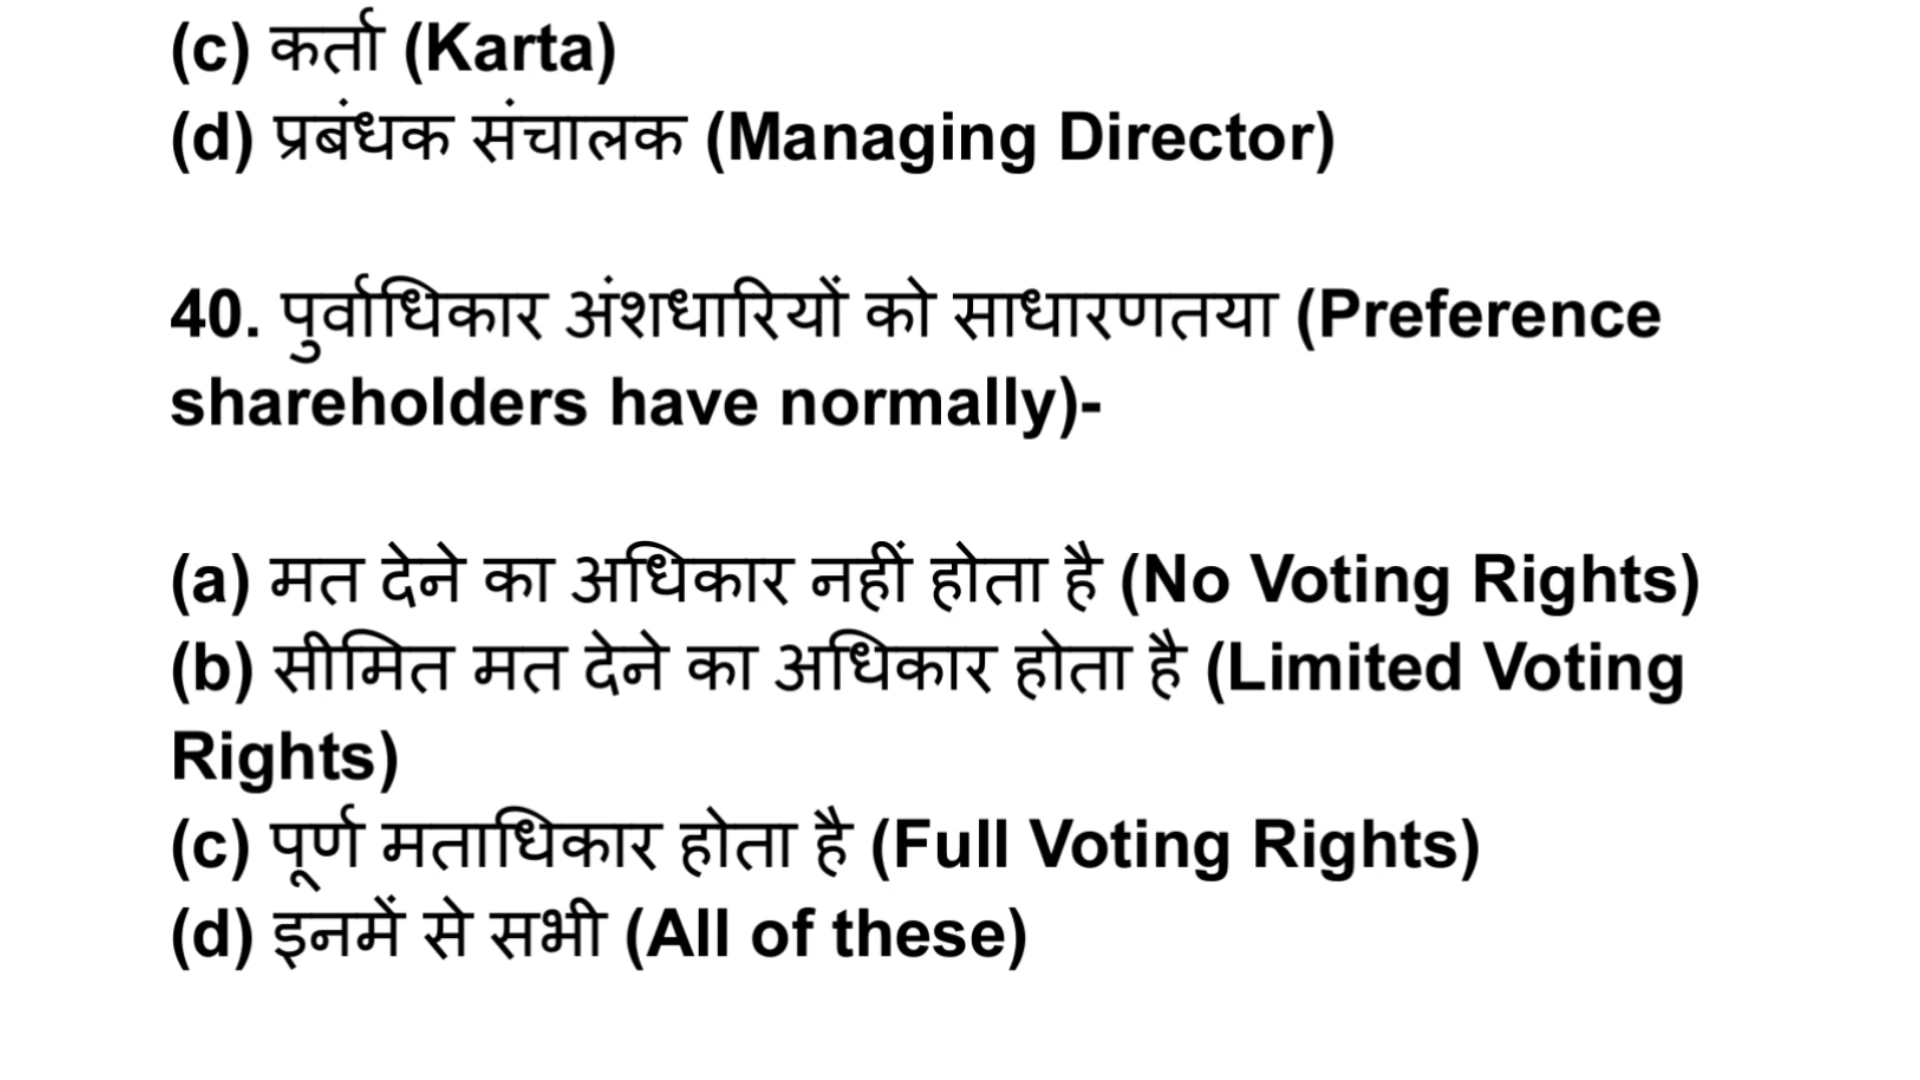 (c) कर्ता (Karta)
(d) प्रबंधक संचालक (Managing Director)
40. पुर्वाधिकार अंशधारियों को साधारणतया (Preference
shareholders have normally)-
(a) मत देने का अधिकार नहीं होता है (No Voting Rights)
(b) सीमित मत देने का अधिकार होता है (Limited Voting
Rights)
(c) पूर्ण मताधिकार होता है (Full Voting Rights)
(d) इनमें से सभी (All of these)